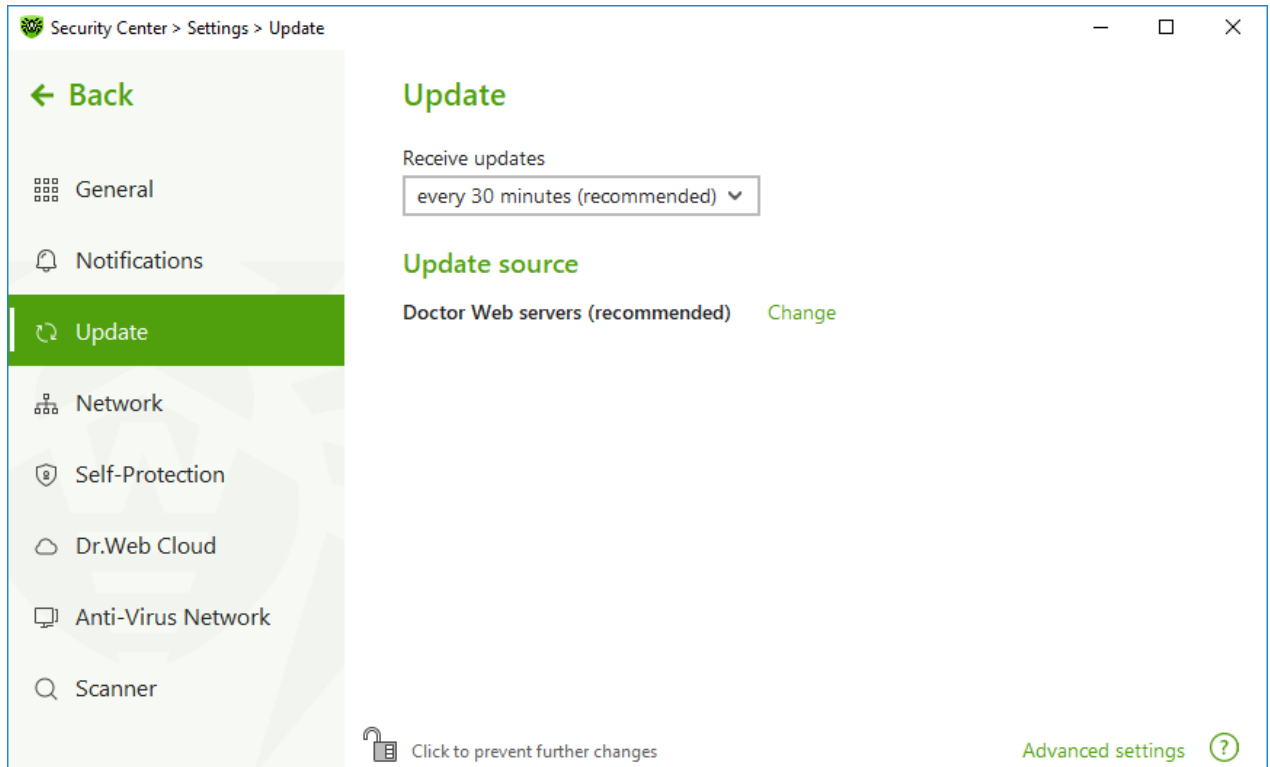 Security Center > Settings > Update
Back
General
Notifications
Update
Network
Self-Protection
Dr.Web Cloud
Anti-Virus Network
Scanner
Update
Receive updates
every 30 minutes (recommended)
Update source
Doctor Web servers (recommended) Change
Click to prevent further changes
Advanced settings ?